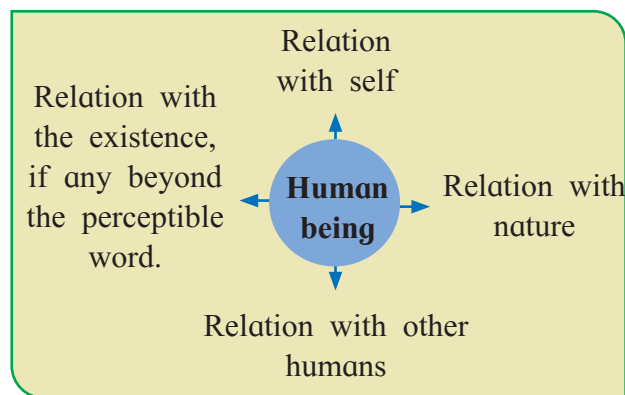 Relation
with self
Relation with
the existence,
if any beyond
the perceptible
word.
Human
being
Relation with
nature
Relation with other
humans